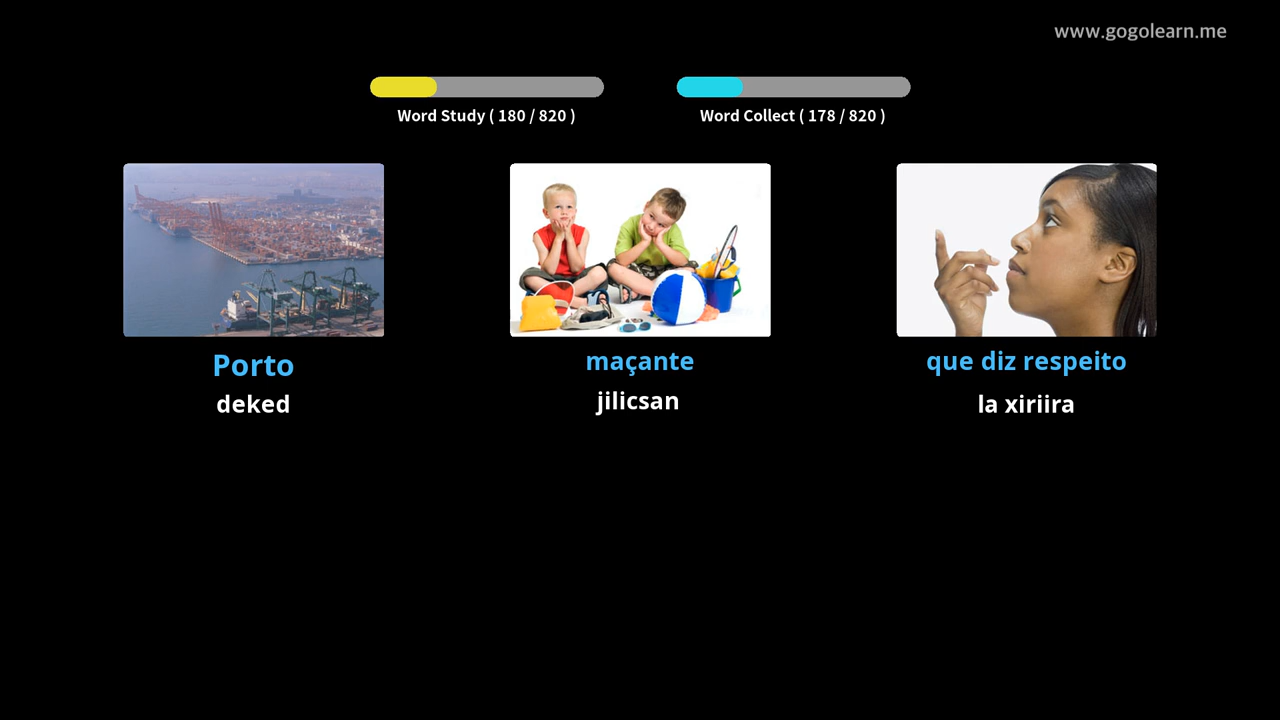 www.gogolearn.me
Word Study ( 180 / 820 )
Word Collect ( 178 / 820 )
Porto
deked
maçante
jilicsan
que diz respeito
la xiriira